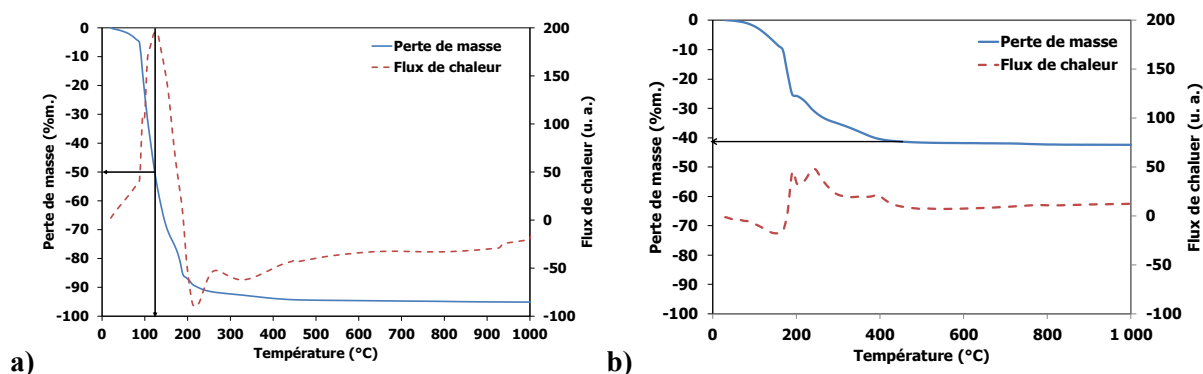 0
-10
-20
-30
-40
-50
-60
-70
-80
-90
-100
Perte de masse (%m.)
200
150
100
50
0
-50
-100
Flux de chaleur (u. a.)
Perte de masse
Flux de chaleur
0 100 200 300 400 500 600 700 800 900 1000
Température (°C)
a)
0
-10
-20
-30
-40
-50
-60
-70
-80
-90
-100
Perte de masse (%m.)
200
150
100
50
0
-50
-100
Flux de chaluer (u. a.)
Perte de masse
Flux de chaleur
0 200 400 600 800 1 000
Température (°C)
b)